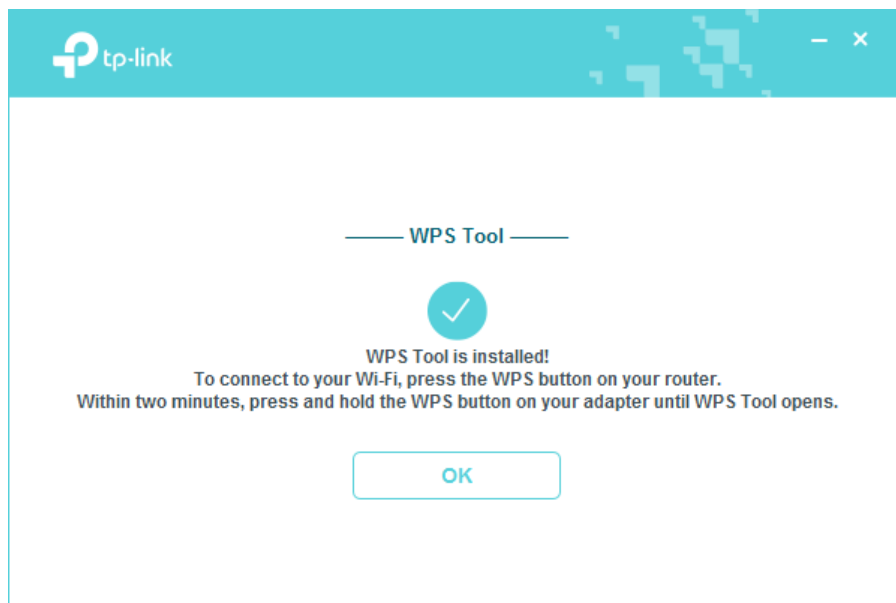 tp-link
WPS Tool
WPS Tool is installed!
To connect to your Wi-Fi, press the WPS button on your router.
Within two minutes, press and hold the WPS button on your adapter until WPS Tool opens.
OK